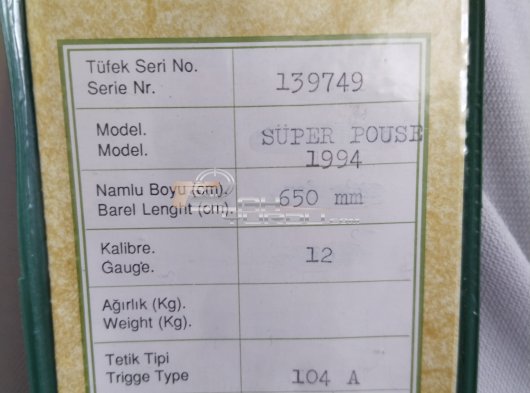 Tüfek Seri No.
Serie Nr. 139749
Model. SÜPER POUSE
Model. 1994
Namlu Boyu (cm). 650 mm
Barel Lenght (cm).
Kalibre. 12
Gauge.
Ağırlık (Kg).
Weight (Kg).
Tetik Tipi
Trigge Type 104 A